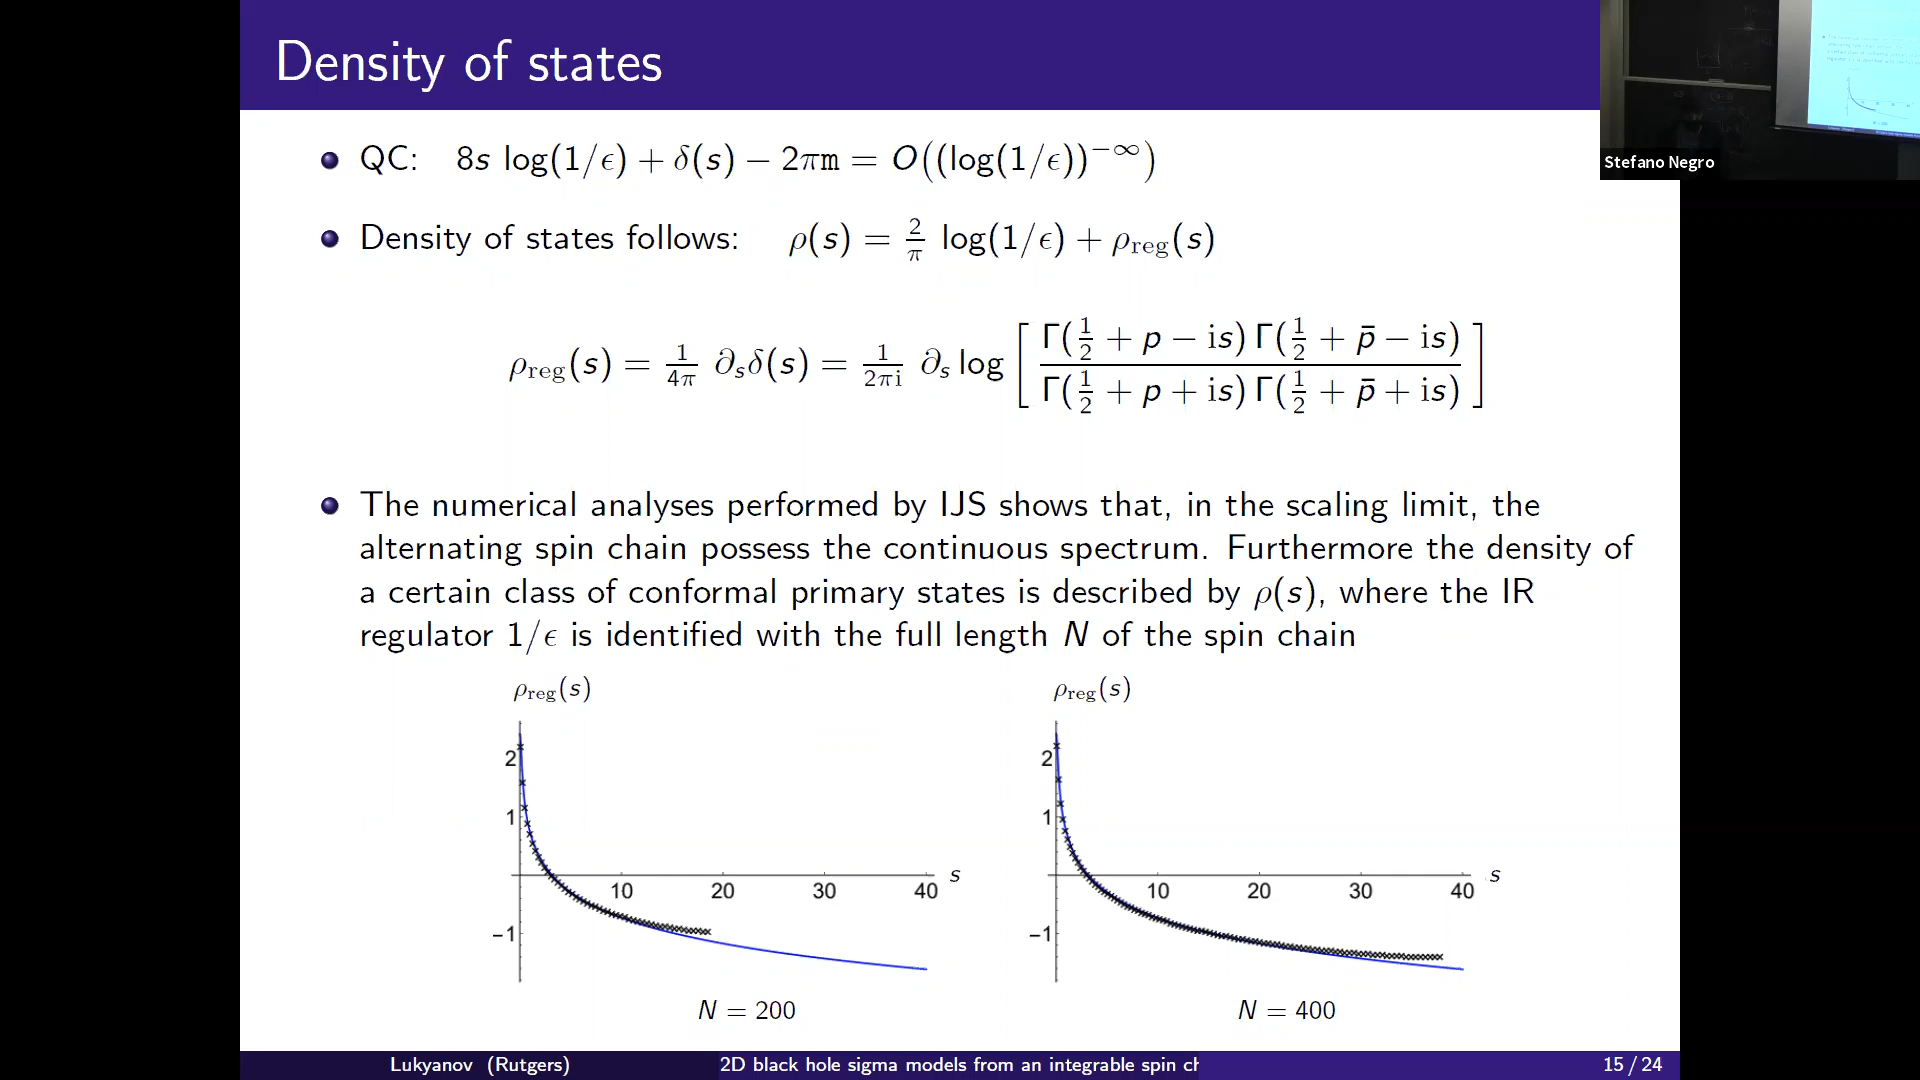 Density of states
QC: 8s log(1/ϵ) + δ(s) − 2πm = O((log(1/ϵ))^−∞)
Density of states follows: ρ(s) = 2/π log(1/ϵ) + ρreg(s)
ρreg(s) = 1/4π ∂sδ(s) = 1/2πi ∂s log [ Γ(1/2 + p − is) Γ(1/2 + p̄ − is) / Γ(1/2 + p + is) Γ(1/2 + p̄ + is) ]
The numerical analyses performed by IJS shows that, in the scaling limit, the
alternating spin chain possess the continuous spectrum. Furthermore the density of
a certain class of conformal primary states is described by ρ(s), where the IR
regulator 1/ϵ is identified with the full length N of the spin chain
ρreg(s)
2
1
−1
10 20 30 40 s
N = 200
ρreg(s)
2
1
−1
10 20 30 40 s
N = 400
Lukyanov (Rutgers)
2D black hole sigma models from an integrable spin ch
15 / 24
Stefano Negro